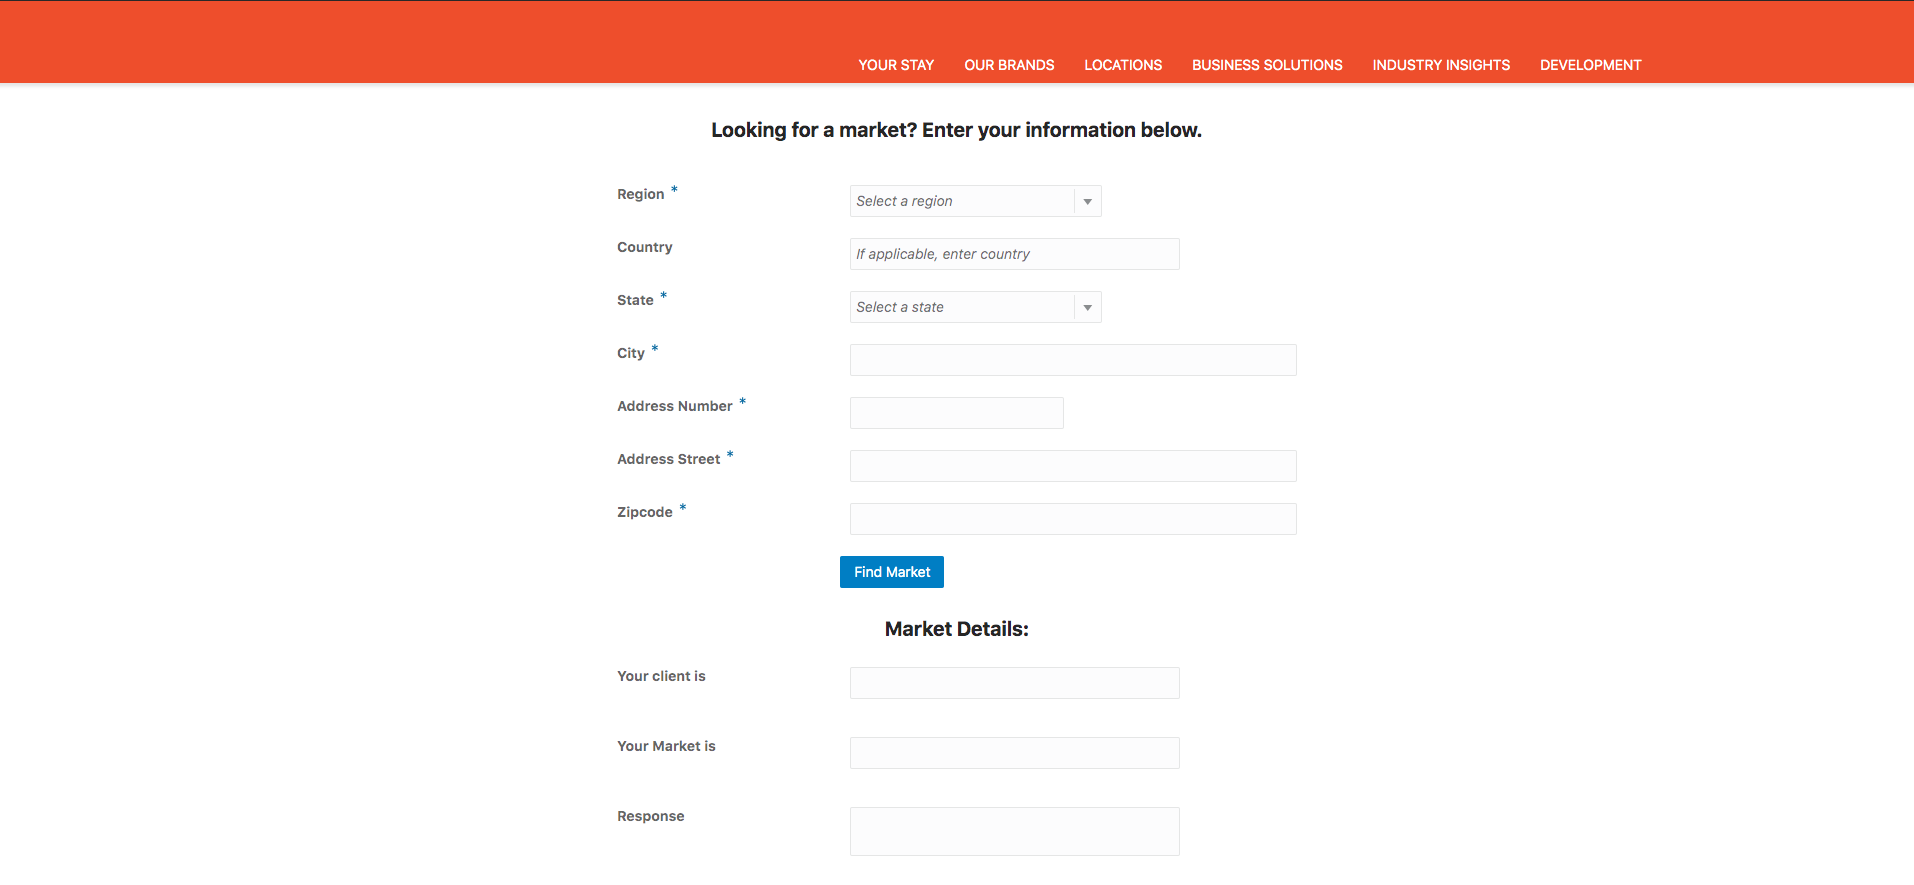 YOUR STAY OUR BRANDS LOCATIONS BUSINESS SOLUTIONS INDUSTRY INSIGHTS DEVELOPMENT
Looking for a market? Enter your information below.
Region * Select a region
Country If applicable, enter country
State * Select a state
City *
Address Number *
Address Street *
Zipcode *
Find Market
Market Details:
Your client is
Your Market is
Response